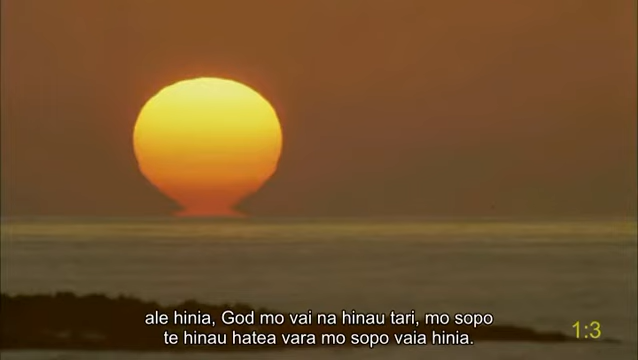 ale hinia, God mo vai na hinau tari, mo sopo
te hinau hatea vara mo sopo vaia hinia.
1:3